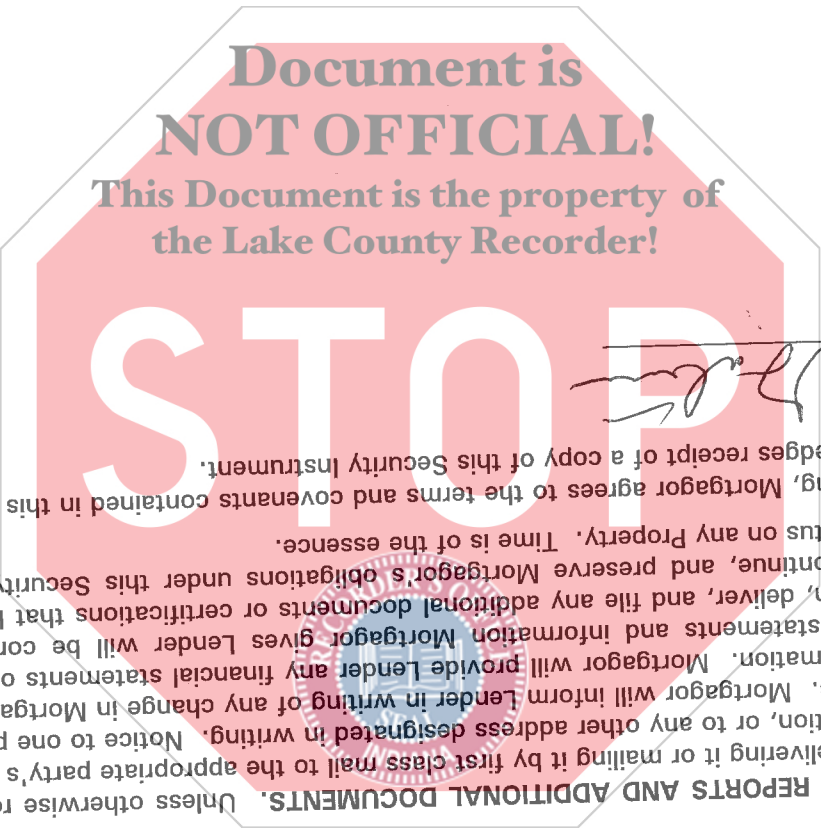 Document is
NOT OFFICIAL!
This Document is the property of
the Lake County Recorder!
STOP
REPORTS AND ADDITIONAL DOCUMENTS. Unless otherwise
elivering it or mailing it by first class mail to the appropriate party's
tion, or to any other address designated in writing. Notice to one p
. Mortgagor will inform Lender in writing of any change in Mortga
mation. Mortgagor will provide Lender any financial statements o
statements and information Mortgagor gives Lender will be cor
, deliver, and file any additional documents or certifications that
ontinue, and preserve Mortgagor's obligations under this Securit
tus on any Property. Time is of the essence.
ng, Mortgagor agrees to the terms and covenants contained in this
edges receipt of a copy of this Security Instrument.
RECORDER'S OFFICE
SEAL
INDIANA